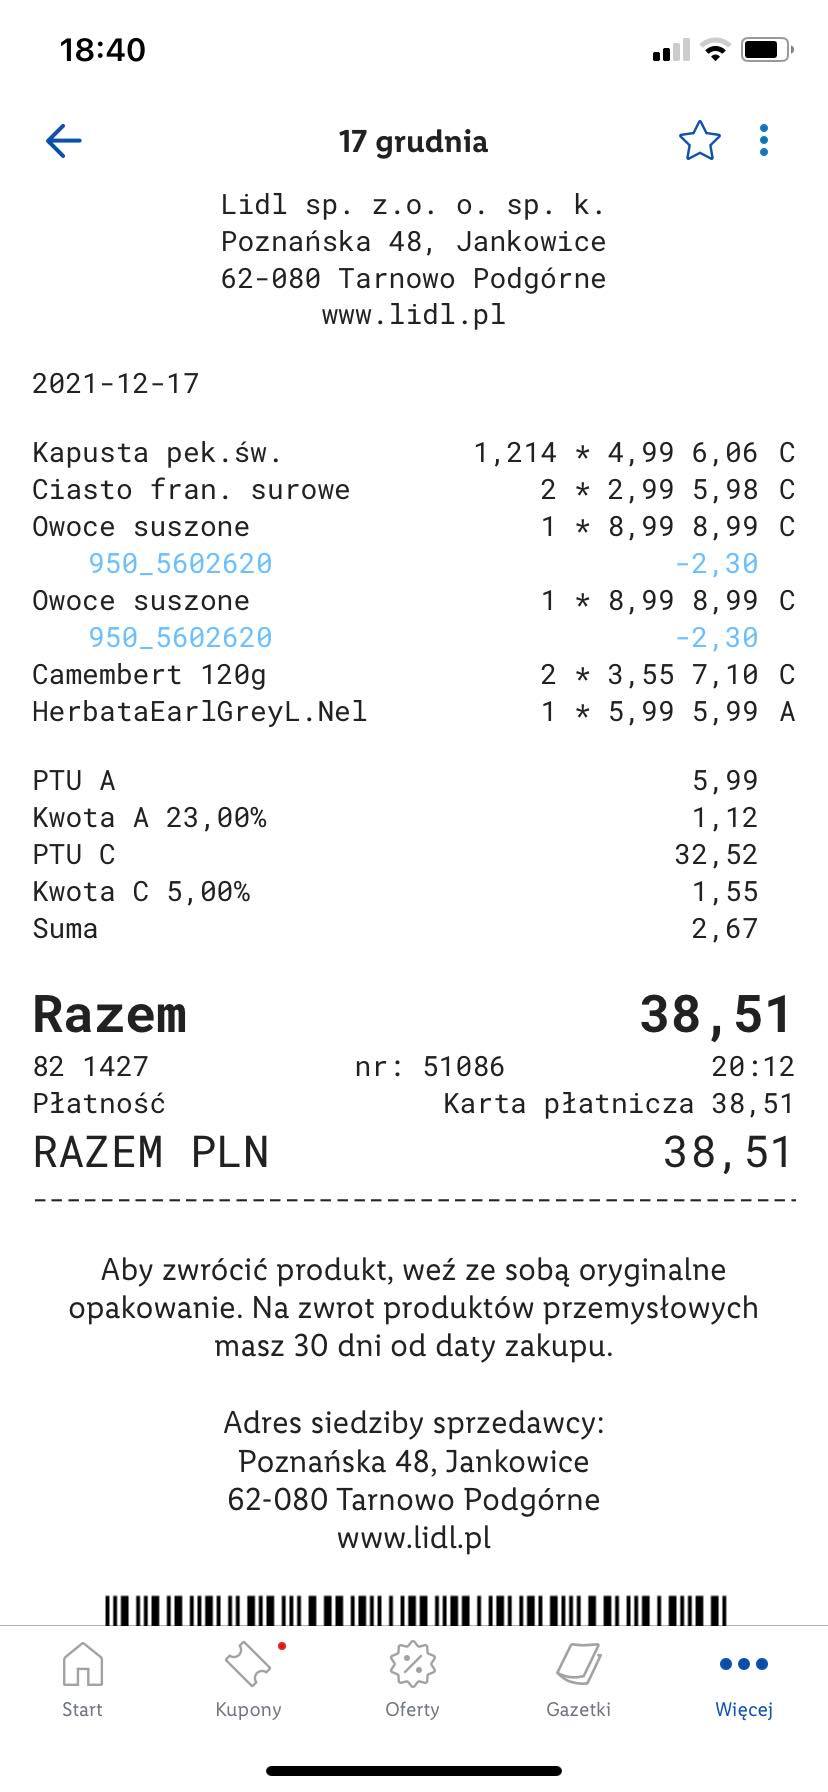 18:40
17 grudnia
Lidl sp. z.o. o. sp. k.
Poznańska 48, Jankowice
62-080 Tarnowo Podgórne
www.lidl.pl
2021-12-17
Kapusta pek.św. 1,214 * 4,99 6,06 C
Ciasto fran. surowe 2 * 2,99 5,98 C
Owoce suszone 1 * 8,99 8,99 C
950_5602620 -2,30
Owoce suszone 1 * 8,99 8,99 C
950_5602620 -2,30
Camembert 120g 2 * 3,55 7,10 C
HerbataEarlGreyL.Nel 1 * 5,99 5,99 A
PTU A 5,99
Kwota A 23,00% 1,12
PTU C 32,52
Kwota C 5,00% 1,55
Suma 2,67
Razem 38,51
82 1427 nr: 51086 20:12
Płatność Karta płatnicza 38,51
RAZEM PLN 38,51
Aby zwrócić produkt, weź ze sobą oryginalne
opakowanie. Na zwrot produktów przemysłowych
masz 30 dni od daty zakupu.
Adres siedziby sprzedawcy:
Poznańska 48, Jankowice
62-080 Tarnowo Podgórne
www.lidl.pl
Start Kupony Oferty Gazetki Więcej